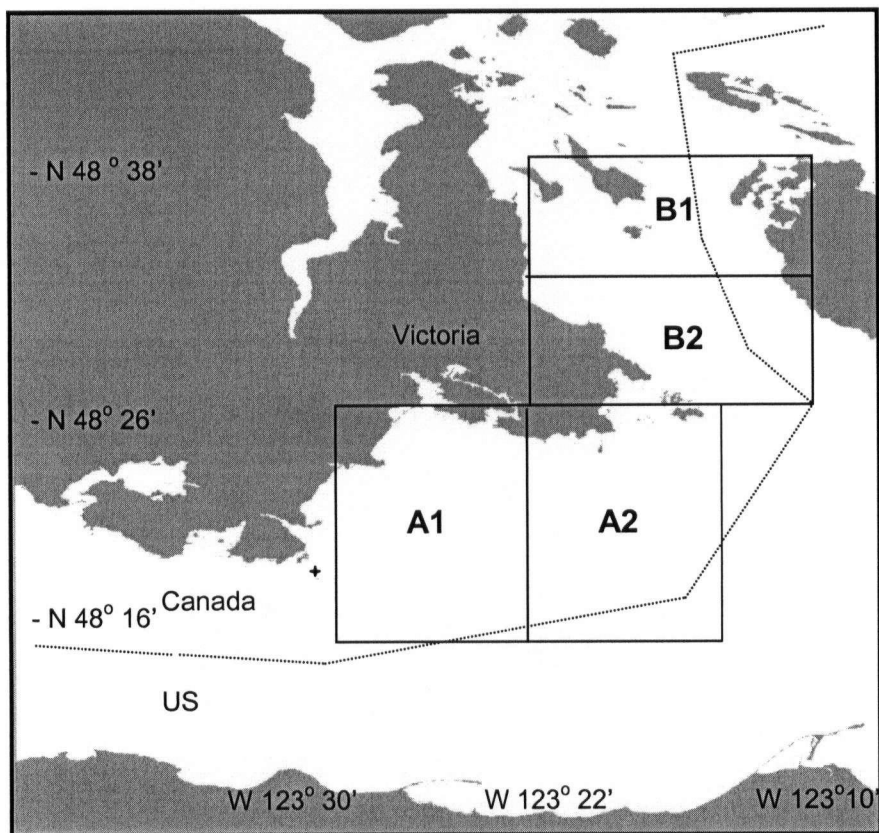 - N 48 o 38'
B1
Victoria
B2
- N 48 o 26'
A1
A2
Canada
- N 48 o 16'
US
W 123 o 30'
W 123 o 22'
W 123 o 10'